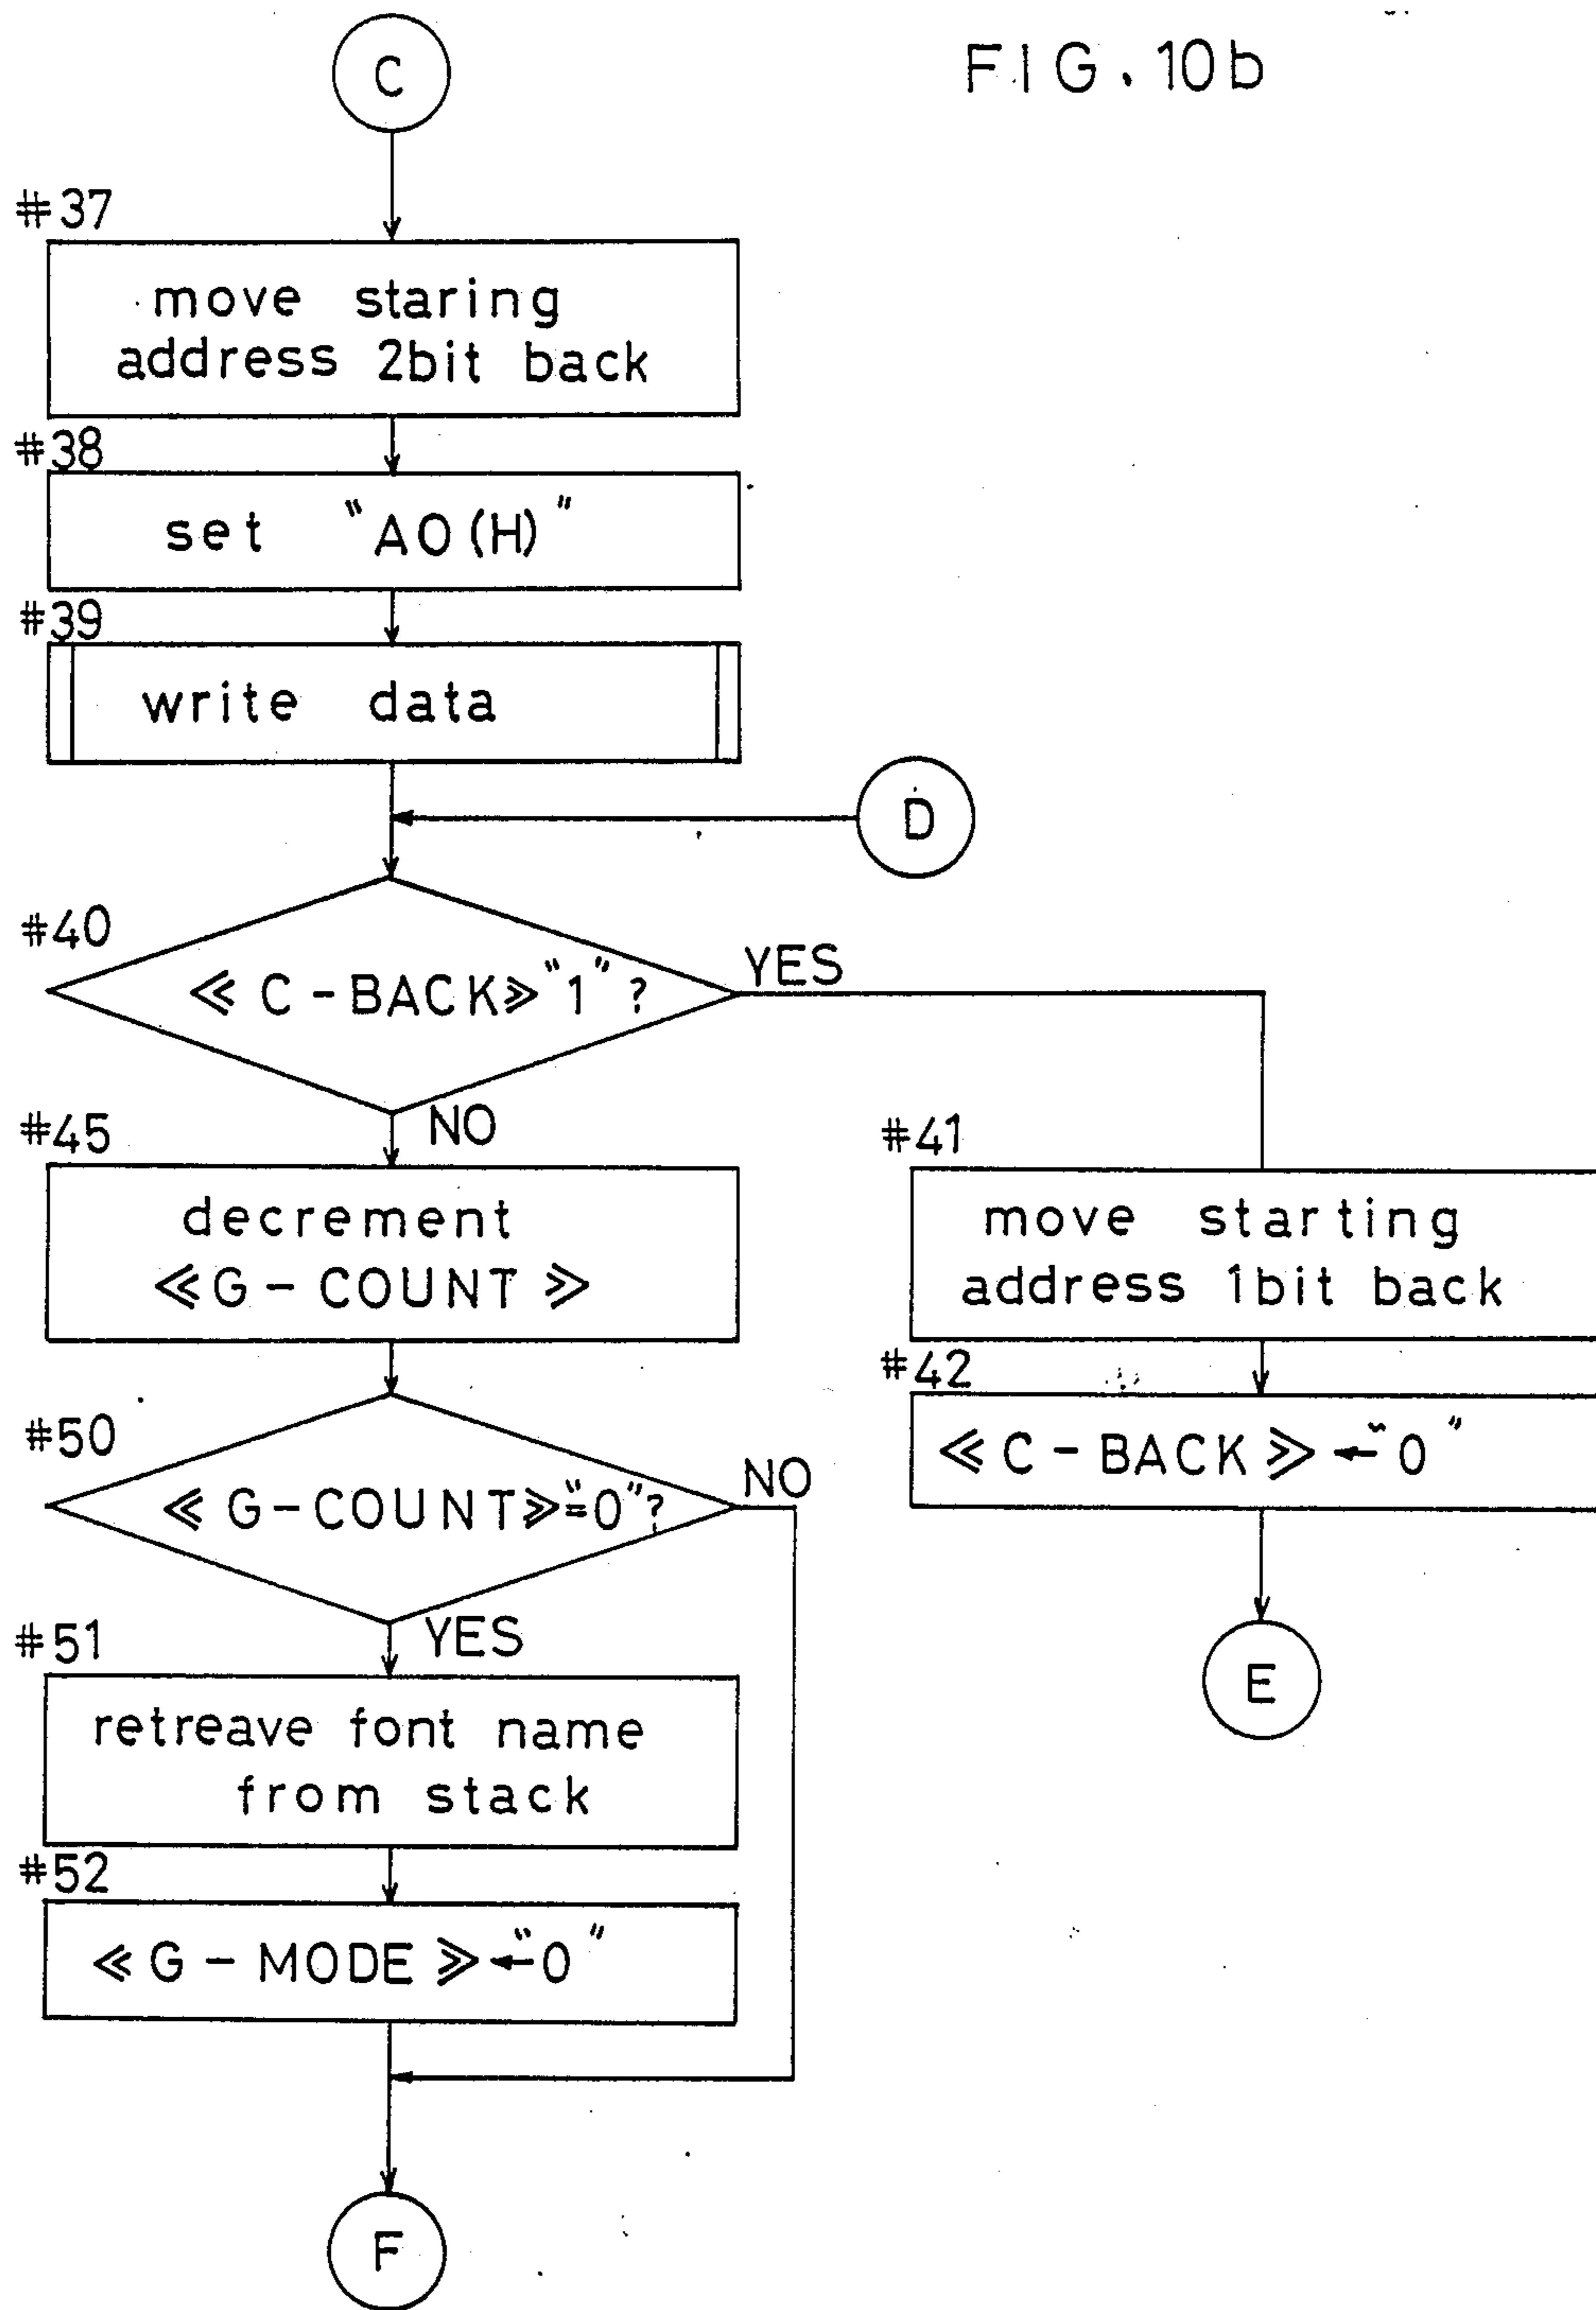 FIG. 10b
C
#37
move staring
address 2bit back
#38
set "A0(H)"
#39
write data
D
#40
≪C-BACK≫"1"?
YES
NO
#45
decrement
≪G-COUNT≫
#41
move starting
address 1bit back
#42
≪C-BACK≫←"0"
E
#50
≪G-COUNT≫="0"?
NO
YES
#51
retreave font name
from stack
#52
≪G-MODE≫←"0"
F